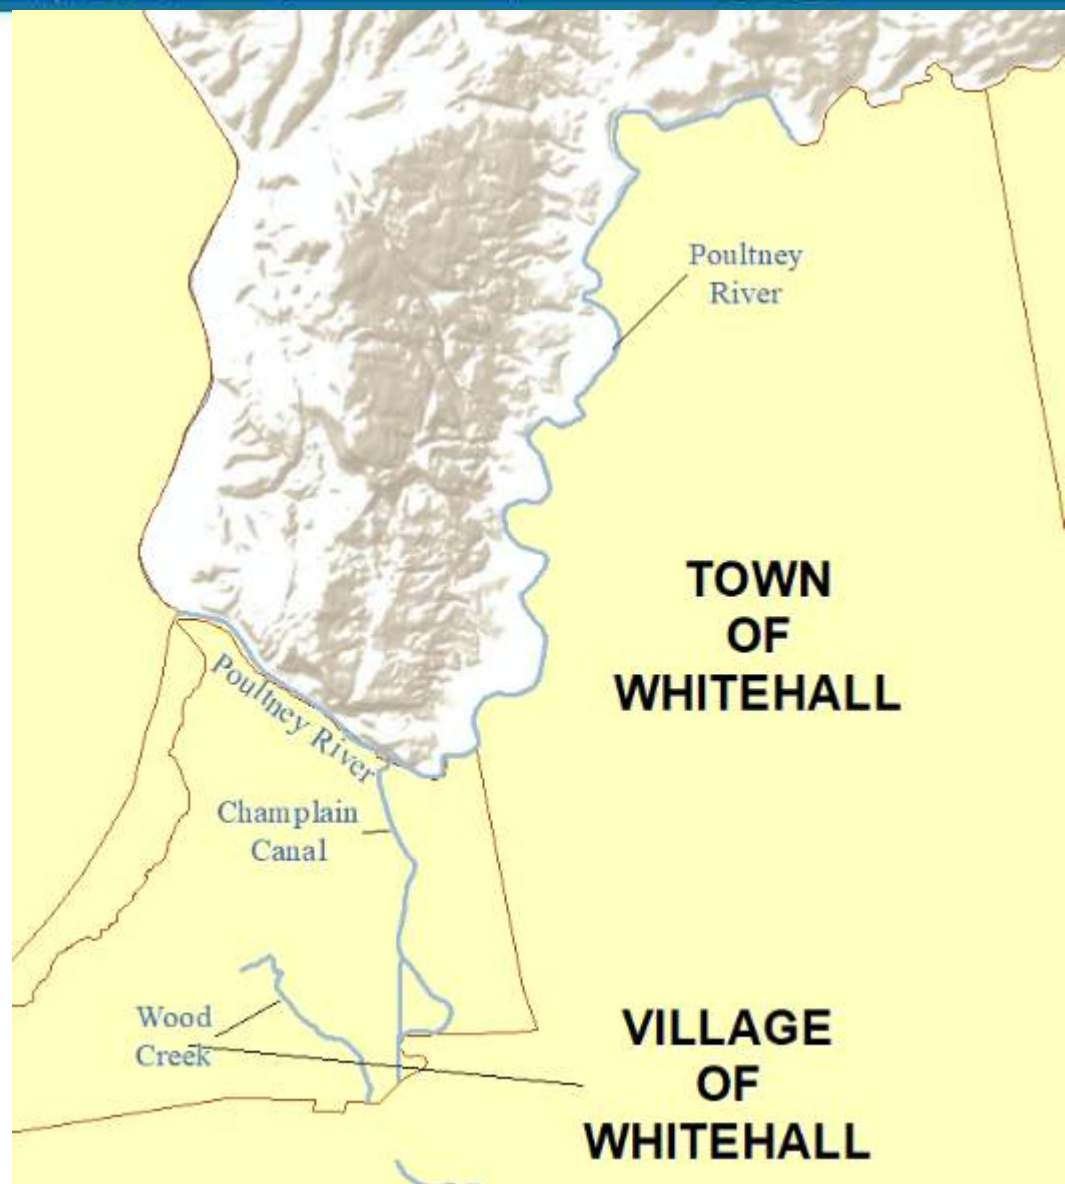 Poultney
River
TOWN
OF
WHITEHALL
Poultney River
Champlain
Canal
Wood
Creek
VILLAGE
OF
WHITEHALL